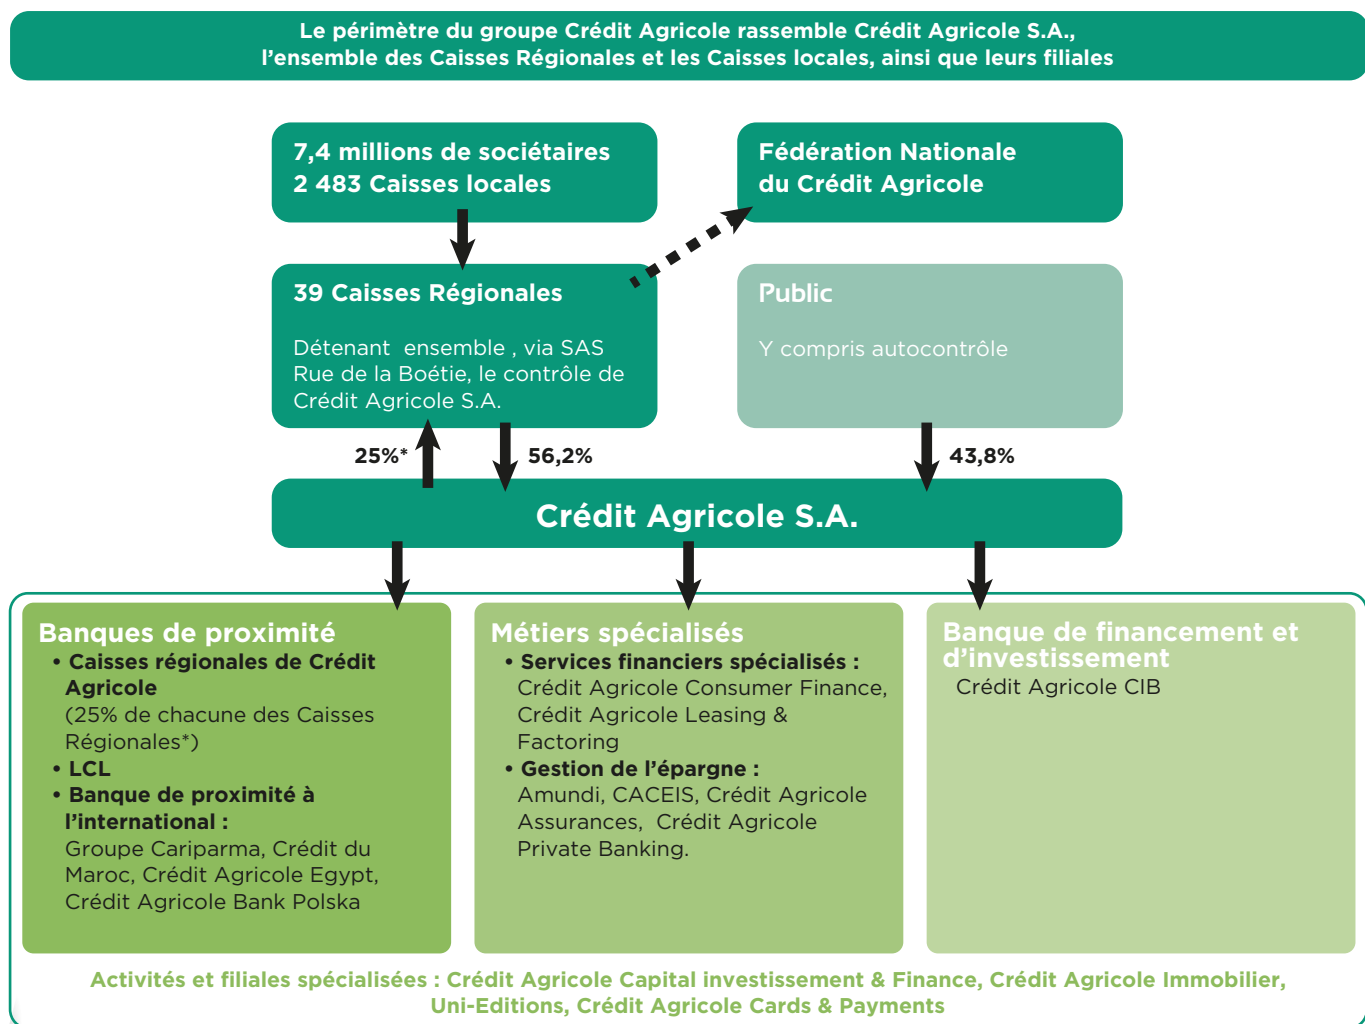 Le périmètre du groupe Crédit Agricole rassemble Crédit Agricole S.A.,
l'ensemble des Caisses Régionales et les Caisses locales, ainsi que leurs filiales
7,4 millions de sociétaires
2 483 Caisses locales
Fédération Nationale
du Crédit Agricole
39 Caisses Régionales
Détenant ensemble , via SAS
Rue de la Boétie, le contrôle de
Crédit Agricole S.A.
Public
Y compris autocontrôle
25%*
56,2%
43,8%
Crédit Agricole S.A.
Banques de proximité
• Caisses régionales de Crédit
Agricole
(25% de chacune des Caisses
Régionales*)
• LCL
• Banque de proximité à
l'international :
Groupe Cariparma, Crédit du
Maroc, Crédit Agricole Egypt,
Crédit Agricole Bank Polska
Métiers spécialisés
• Services financiers spécialisés :
Crédit Agricole Consumer Finance,
Crédit Agricole Leasing &
Factoring
• Gestion de l'épargne :
Amundi, CACEIS, Crédit Agricole
Assurances, Crédit Agricole
Private Banking.
Banque de financement et
d'investissement
Crédit Agricole CIB
Activités et filiales spécialisées : Crédit Agricole Capital investissement & Finance, Crédit Agricole Immobilier,
Uni-Editions, Crédit Agricole Cards & Payments